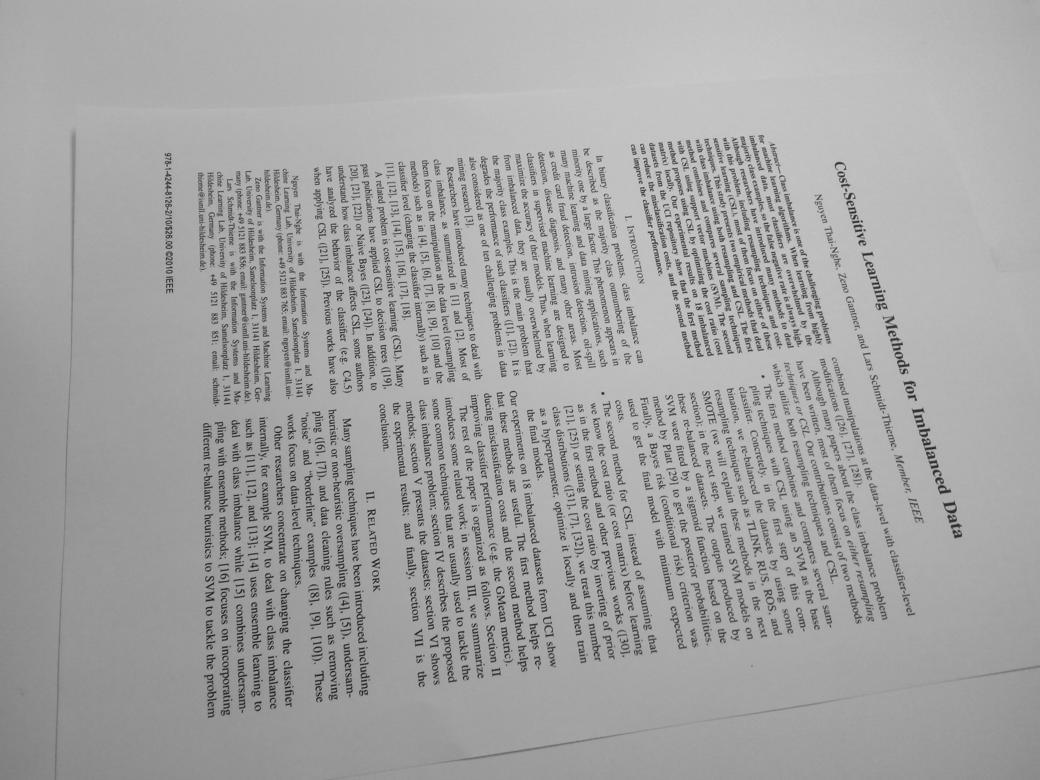 Cost-Sensitive Learning Methods for Imbalanced Data
Nguyen Thai-Nghe, Zeno Gantner, and Lars Schmidt-Thieme, Member, IEEE
Abstract— Class imbalance is one of the challenging problems
for machine learning algorithms. When learning from highly
imbalanced data, most classifiers are overwhelmed by the
majority class examples, so the false negative rate is always high.
Although researchers have introduced many methods to deal
with this problem, including resampling techniques and cost-
sensitive learning (CSL), most of them focus on either of these
techniques. This study presents two empirical methods that deal
with class imbalance using both resampling and CSL. The first
method combines and compares several sampling techniques
with CSL using support vector machines (SVM). The second
method proposes using CSL by optimizing the cost ratio (cost
matrix) locally. Our experimental results on 18 imbalanced
datasets from the UCI repository show that the first method
can reduce the misclassification costs, and the second method
can improve the classifier performance.
I. INTRODUCTION
In binary classification problems, class imbalance can
be described as the majority class outnumbering of the
minority one by a large factor. This phenomenon appears in
many machine learning and data mining applications, such
as credit card fraud detection, intrusion detection, oil-spill
detection, disease diagnosis, and many other areas. Most
classifiers in supervised machine learning are designed to
maximize the accuracy of their models. Thus, when learning
from imbalanced data, they are usually overwhelmed by
the majority class examples. This is the main problem that
degrades the performance of such classifiers ([1], [2]). It is
also considered as one of ten challenging problems in data
mining research [3].
Researchers have introduced many techniques to deal with
class imbalance, as summarized in [1] and [2]. Most of
them focus on the manipulation at the data level (resampling
methods) such as in [4], [5], [6], [7], [8], [9], [10] and the
classifier level (changing the classifier internally) such as in
[11], [12], [13], [14], [15], [16], [17], [18].
A related problem is cost-sensitive learning (CSL). Many
past publications have applied CSL to decision trees ([19],
[20], [21], [22]) or Naive Bayes ([23], [24]). In addition, to
understand how class imbalance affects CSL, some authors
have analyzed the behavior of the classifier (e.g. C4.5)
when applying CSL ([21], [25]). Previous works have also
Nguyen Thai-Nghe is with the Information Systems and Ma-
chine Learning Lab, University of Hildesheim, Samelsonplatz 1, 31141
Hildesheim, Germany (phone: +49 5121 883 765; email: nguyen@ismll.uni-
hildesheim.de).
Zeno Gantner is with the Information Systems and Machine Learning
Lab, University of Hildesheim, Samelsonplatz 1, 31141 Hildesheim, Ger-
many (phone: +49 5121 883 856; email: gantner@ismll.uni-hildesheim.de).
Lars Schmidt-Thieme is with the Information Systems and Ma-
chine Learning Lab, University of Hildesheim, Samelsonplatz 1, 31141
Hildesheim, Germany (phone: +49 5121 883 851; email: schmidt-
thieme@ismll.uni-hildesheim.de).
978-1-4244-8126-2/10/$26.00 ©2010 IEEE
combined manipulations at the data-level with classifier-level
modifications ([26], [27], [28]).
Although many papers about the class imbalance problem
have been written, most of them focus on either resampling
techniques or CSL. Our contributions consist of two methods
which utilize both resampling techniques and CSL.
• The first method combines and compares several sam-
pling techniques with CSL using an SVM as the base
classifier. Concretely, in the first step of this com-
bination, we re-balanced the datasets by using some
resampling techniques such as TLINK, RUS, ROS, and
SMOTE (we will explain these methods in the next
section); in the next step, we trained SVM models on
these re-balanced datasets. The outputs produced by
SVM were fitted by a sigmoid function based on the
method by Platt [29] to get the posterior probabilities.
Finally, a Bayes risk (conditional risk) criterion was
used to get the final model with minimum expected
costs.
• The second method for CSL, instead of assuming that
we know the cost ratio (or cost matrix) before learning
as in the first method and other previous works ([30],
[21], [25]) or setting the cost ratio by inverting of prior
class distributions ([31], [7], [32]), we treat this number
as a hyperparameter, optimize it locally and then train
the final models.
Our experiments on 18 imbalanced datasets from UCI show
that these methods are useful. The first method helps re-
ducing misclassification costs and the second method helps
improving classifier performance (e.g. the GMean metric).
The rest of the paper is organized as follows. Section II
introduces some related work; in session III, we summarize
some common techniques that are usually used to tackle the
class imbalance problem; section IV describes the proposed
methods; section V presents the datasets; section VI shows
the experimental results; and finally, section VII is the
conclusion.
II. RELATED WORK
Many sampling techniques have been introduced including
heuristic or non-heuristic oversampling ([4], [5]), undersam-
pling ([6], [7]), and data cleaning rules such as removing
"noise" and "borderline" examples ([8], [9], [10]). These
works focus on data-level techniques.
Other researchers concentrate on changing the classifier
internally, for example SVM, to deal with class imbalance
such as [11], [12], and [13]; [14] uses ensemble learning to
deal with class imbalance while [15] combines undersam-
pling with ensemble methods; [16] focuses on incorporating
different re-balance heuristics to SVM to tackle the problem